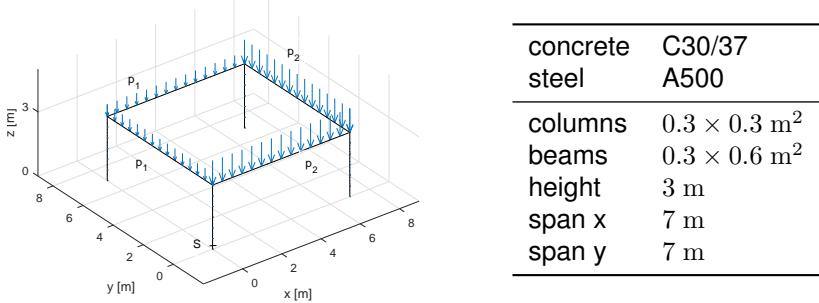 p1
p2
z [m]
3
0
p1
p2
S
8
6
4
2
0
0
2
4
6
8
y [m]
x [m]
concrete C30/37
steel A500
columns 0.3 × 0.3 m²
beams 0.3 × 0.6 m²
height 3 m
span x 7 m
span y 7 m